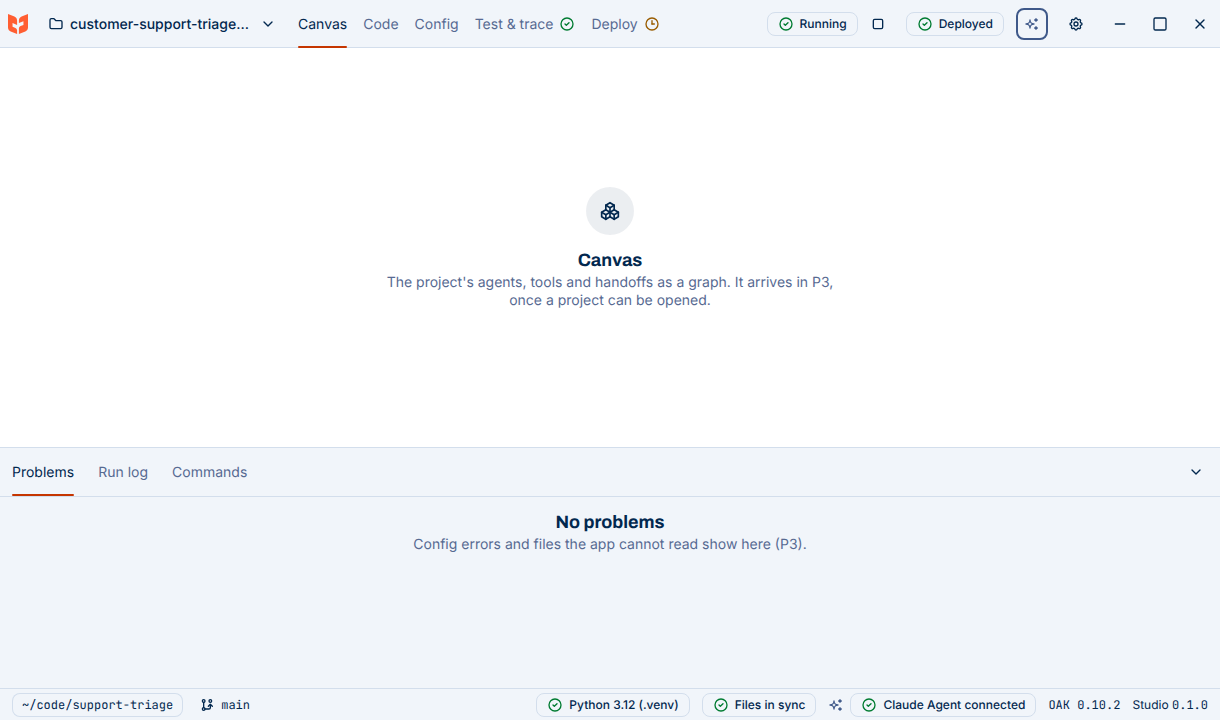 customer-support-triage...
Canvas
Code
Config
Test & trace
Deploy
Running
Deployed
Canvas
The project's agents, tools and handoffs as a graph. It arrives in P3,
once a project can be opened.
Problems
Run log
Commands
No problems
Config errors and files the app cannot read show here (P3).
~/code/support-triage
main
Python 3.12 (.venv)
Files in sync
Claude Agent connected
OAK 0.10.2
Studio 0.1.0